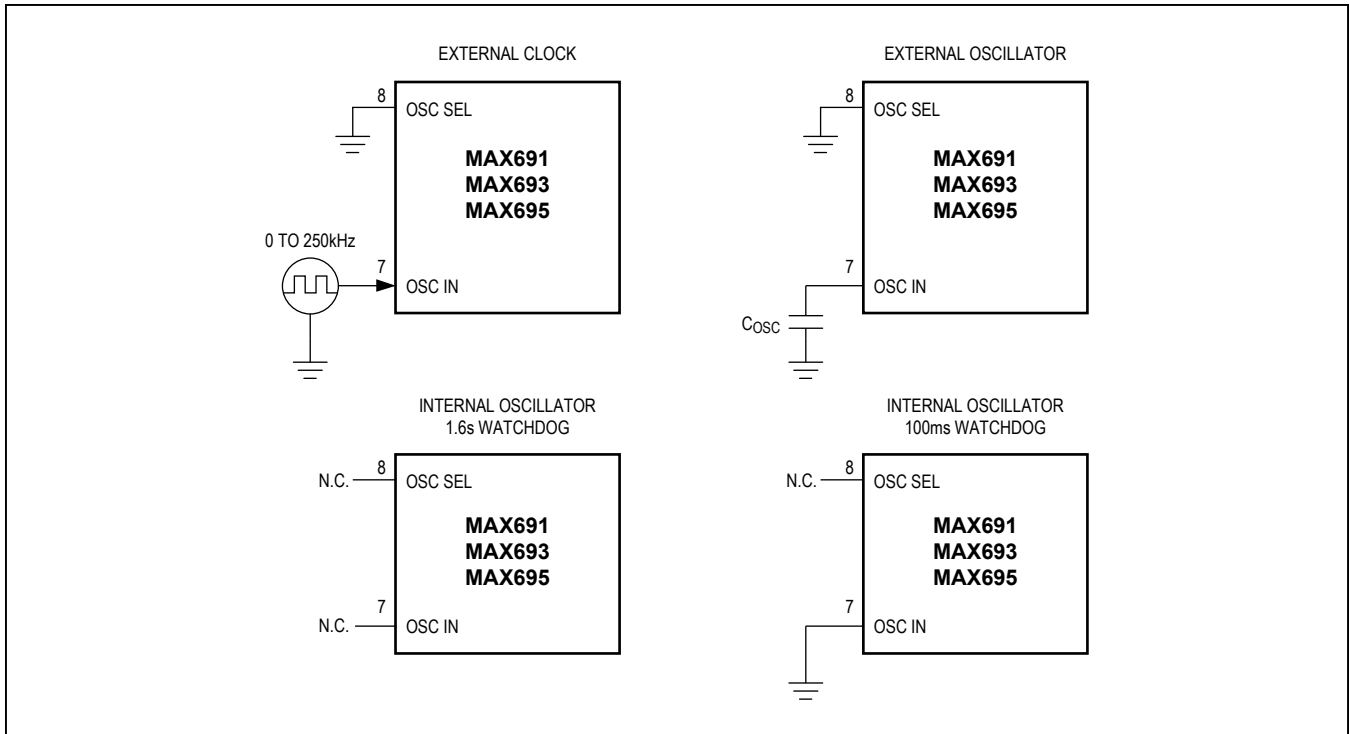 EXTERNAL CLOCK
8
OSC SEL
MAX691
MAX693
MAX695
0 TO 250kHz
7
OSC IN
EXTERNAL OSCILLATOR
8
OSC SEL
MAX691
MAX693
MAX695
7
OSC IN
COSC
INTERNAL OSCILLATOR
1.6s WATCHDOG
N.C.
8
OSC SEL
MAX691
MAX693
MAX695
7
N.C.
OSC IN
INTERNAL OSCILLATOR
100ms WATCHDOG
N.C.
8
OSC SEL
MAX691
MAX693
MAX695
7
OSC IN